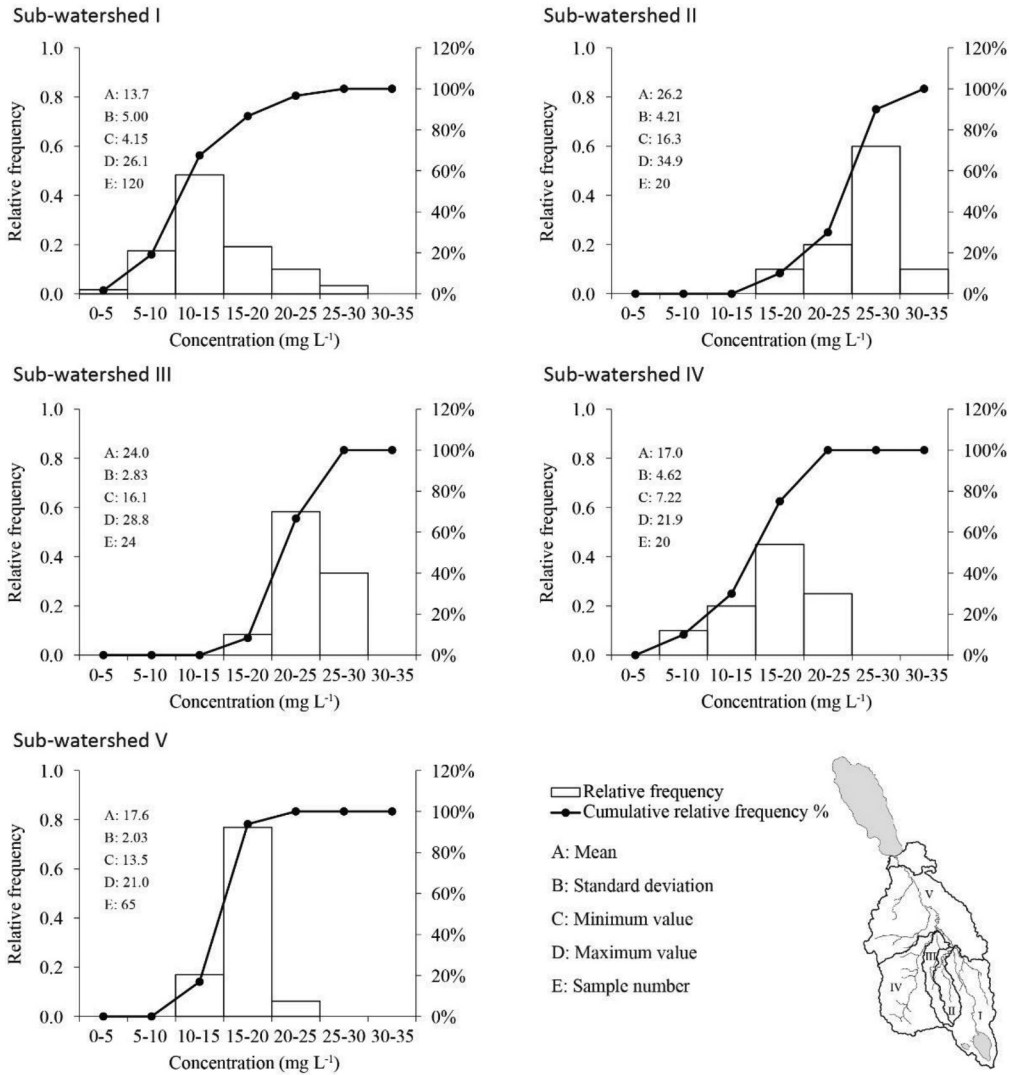 Sub-watershed I
1.0
0.8
0.6
0.4
0.2
0.0
Relative frequency
A: 13.7
B: 5.00
C: 4.15
D: 26.1
E: 120
120%
100%
80%
60%
40%
20%
0%
0-5 5-10 10-15 15-20 20-25 25-30 30-35
Concentration (mg L⁻¹)
Sub-watershed II
1.0
0.8
0.6
0.4
0.2
0.0
Relative frequency
A: 26.2
B: 4.21
C: 16.3
D: 34.9
E: 20
120%
100%
80%
60%
40%
20%
0%
0-5 5-10 10-15 15-20 20-25 25-30 30-35
Concentration (mg L⁻¹)
Sub-watershed III
1.0
0.8
0.6
0.4
0.2
0.0
Relative frequency
A: 24.0
B: 2.83
C: 16.1
D: 28.8
E: 24
120%
100%
80%
60%
40%
20%
0%
0-5 5-10 10-15 15-20 20-25 25-30 30-35
Concentration (mg L⁻¹)
Sub-watershed IV
1.0
0.8
0.6
0.4
0.2
0.0
Relative frequency
A: 17.0
B: 4.62
C: 7.22
D: 21.9
E: 20
120%
100%
80%
60%
40%
20%
0%
0-5 5-10 10-15 15-20 20-25 25-30 30-35
Concentration (mg L⁻¹)
Sub-watershed V
1.0
0.8
0.6
0.4
0.2
0.0
Relative frequency
A: 17.6
B: 2.03
C: 13.5
D: 21.0
E: 65
120%
100%
80%
60%
40%
20%
0%
0-5 5-10 10-15 15-20 20-25 25-30 30-35
Concentration (mg L⁻¹)
Relative frequency
Cumulative relative frequency %
A: Mean
B: Standard deviation
C: Minimum value
D: Maximum value
E: Sample number
V
III
IV
II
I